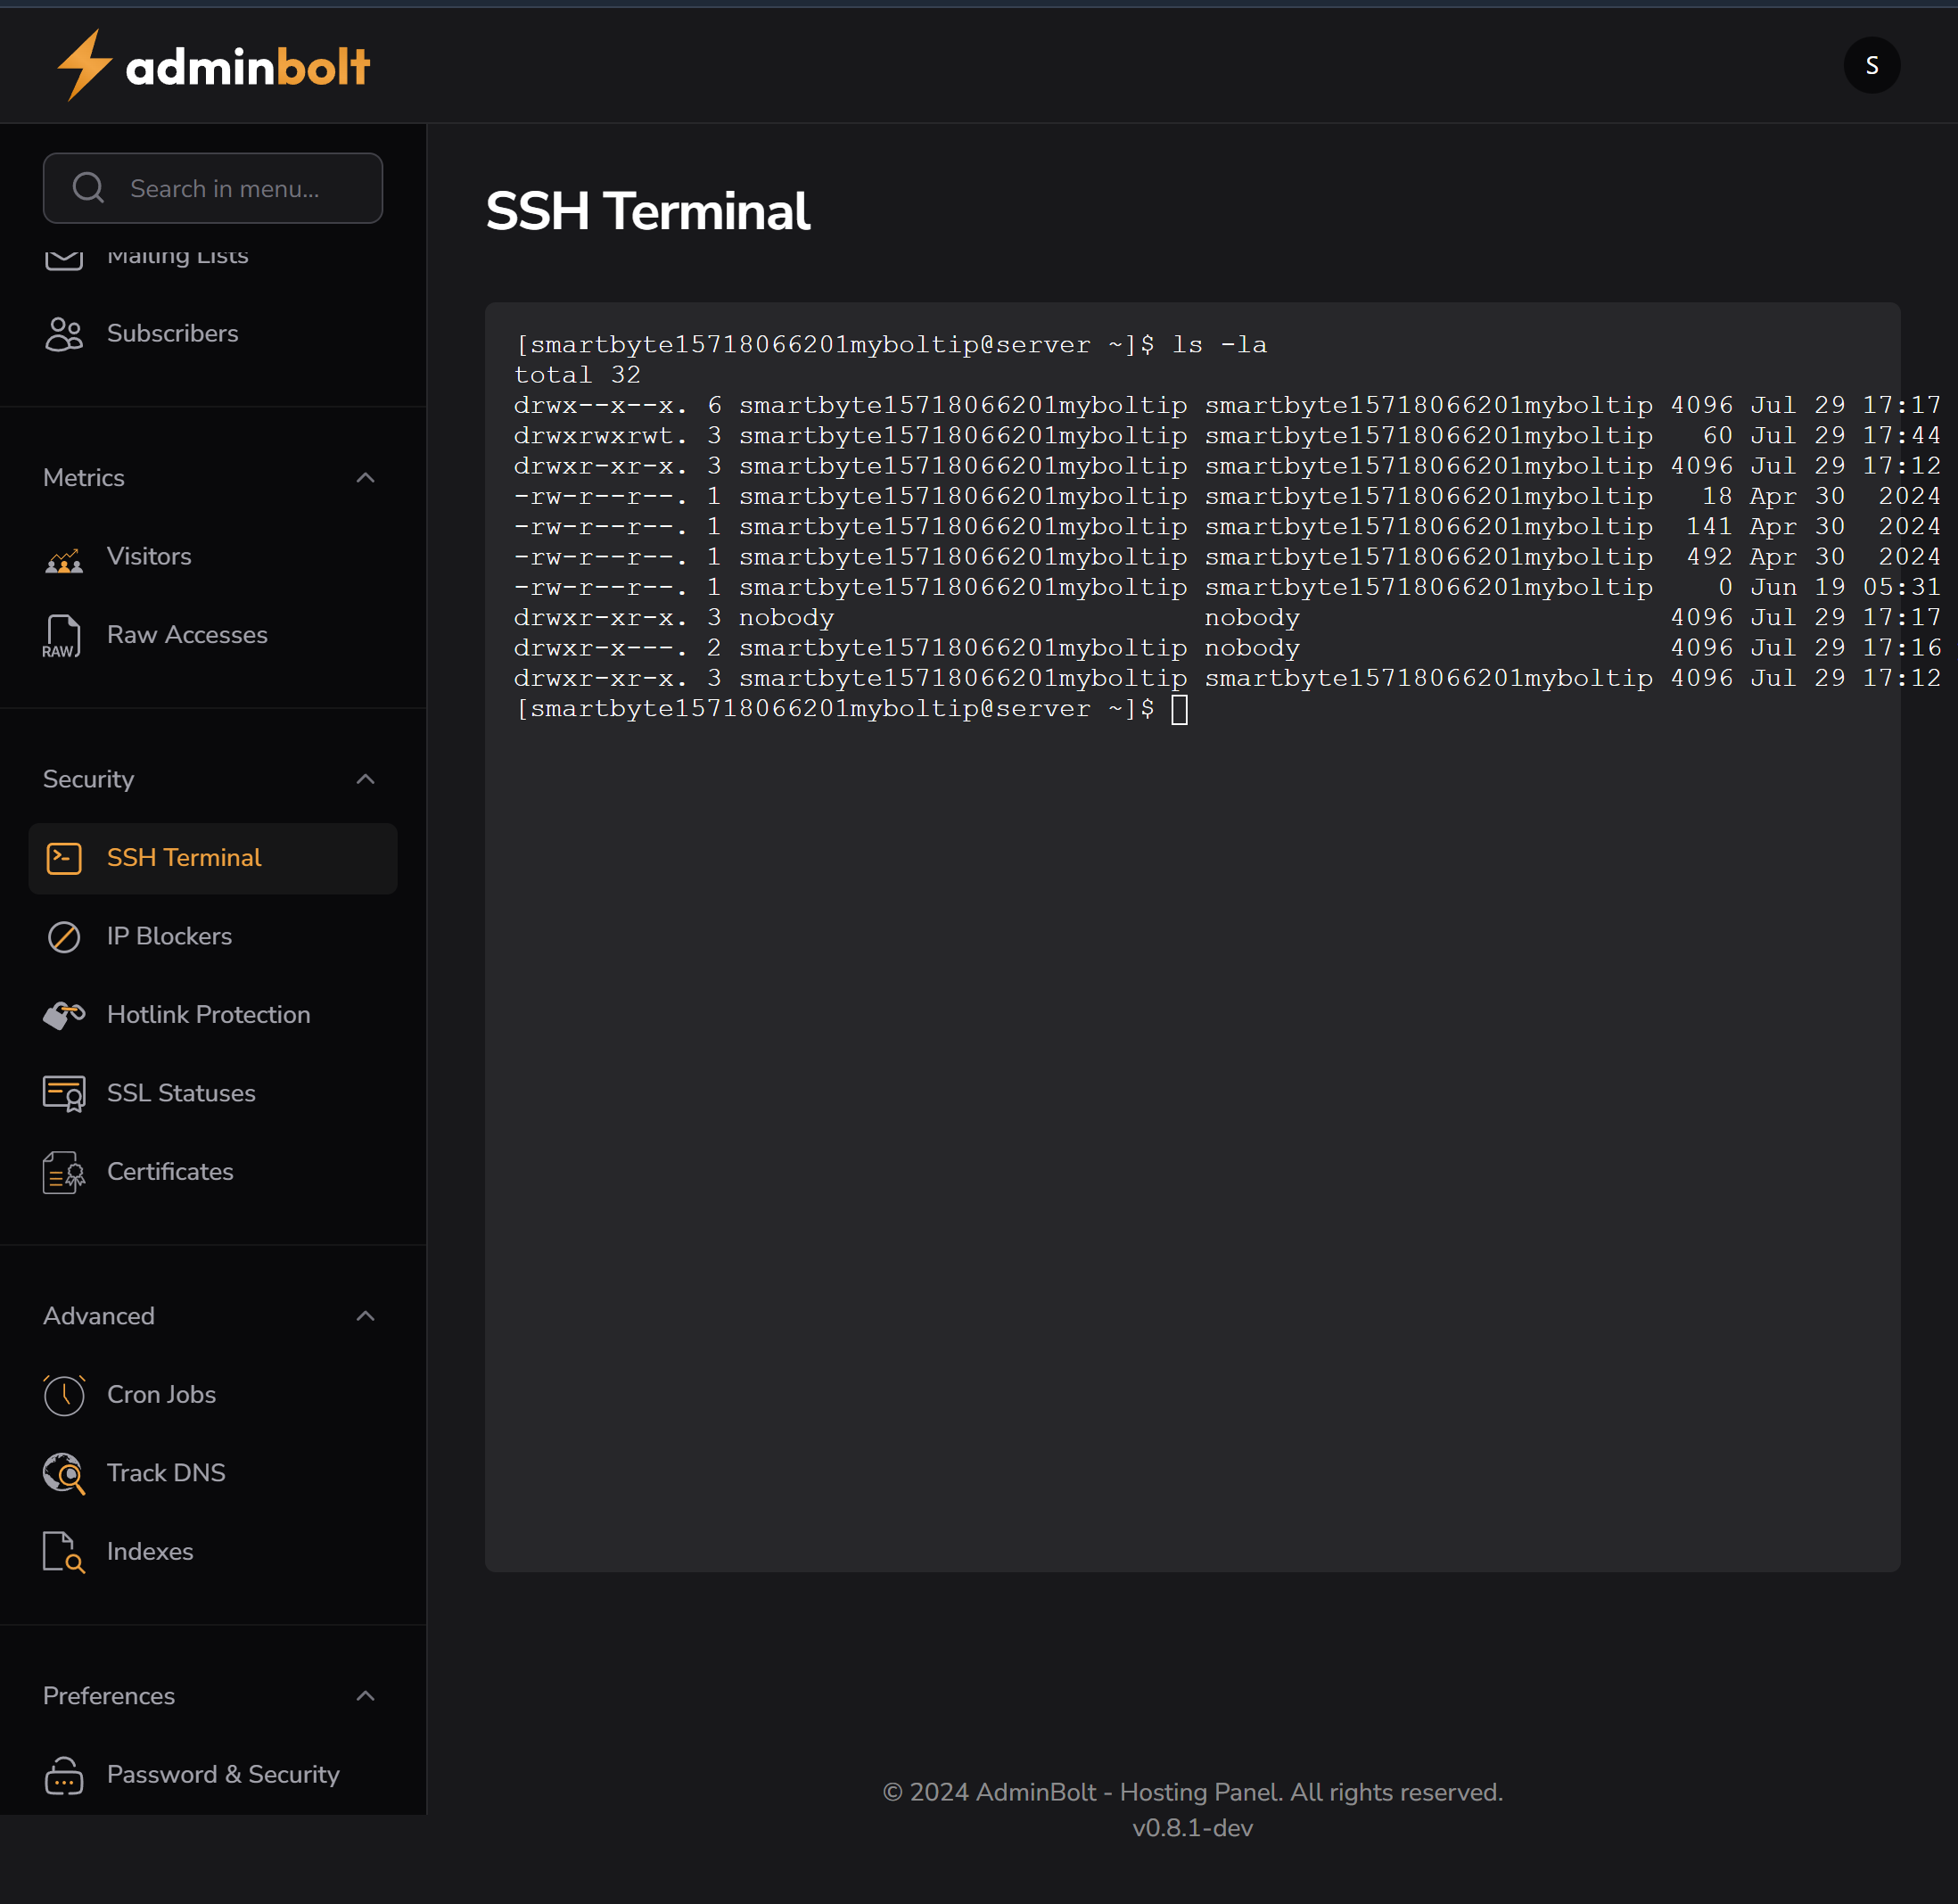 adminbolt
S
Search in menu...
Mailing Lists
Subscribers
Metrics
Visitors
RAW
Raw Accesses
Security
SSH Terminal
IP Blockers
Hotlink Protection
SSL Statuses
Certificates
Advanced
Cron Jobs
Track DNS
Indexes
Preferences
Password & Security
SSH Terminal
[smartbyte15718066201myboltip@server ~]$ ls -la
total 32
drwx--x--x. 6 smartbyte15718066201myboltip smartbyte15718066201myboltip 4096 Jul 29 17:17
drwxrwxrwt. 3 smartbyte15718066201myboltip smartbyte15718066201myboltip   60 Jul 29 17:44
drwxr-xr-x. 3 smartbyte15718066201myboltip smartbyte15718066201myboltip 4096 Jul 29 17:12
-rw-r--r--. 1 smartbyte15718066201myboltip smartbyte15718066201myboltip   18 Apr 30  2024
-rw-r--r--. 1 smartbyte15718066201myboltip smartbyte15718066201myboltip  141 Apr 30  2024
-rw-r--r--. 1 smartbyte15718066201myboltip smartbyte15718066201myboltip  492 Apr 30  2024
-rw-r--r--. 1 smartbyte15718066201myboltip smartbyte15718066201myboltip    0 Jun 19 05:31
drwxr-xr-x. 3 nobody                       nobody                       4096 Jul 29 17:17
drwxr-x---. 2 smartbyte15718066201myboltip nobody                       4096 Jul 29 17:16
drwxr-xr-x. 3 smartbyte15718066201myboltip smartbyte15718066201myboltip 4096 Jul 29 17:12
[smartbyte15718066201myboltip@server ~]$
© 2024 AdminBolt - Hosting Panel. All rights reserved.
v0.8.1-dev